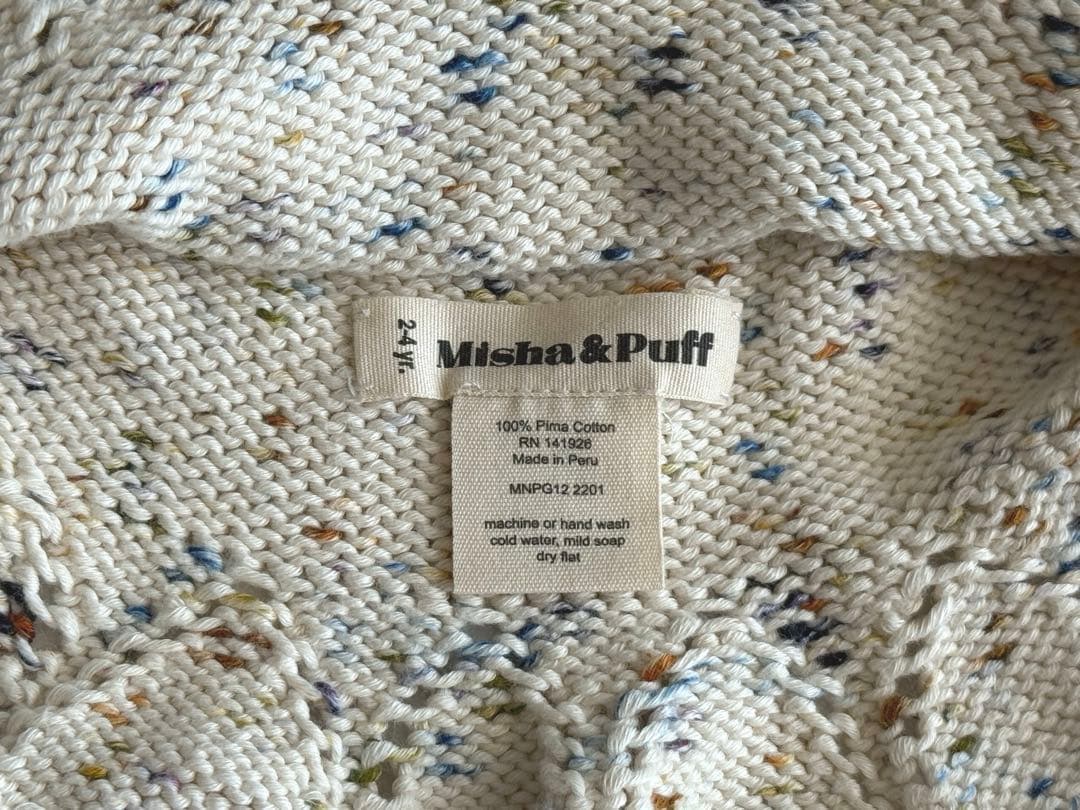 2-4 yr.
Misha & Puff
100% Pima Cotton
RN 141926
Made in Peru
MNPG12 2201
machine or hand wash
cold water, mild soap
dry flat